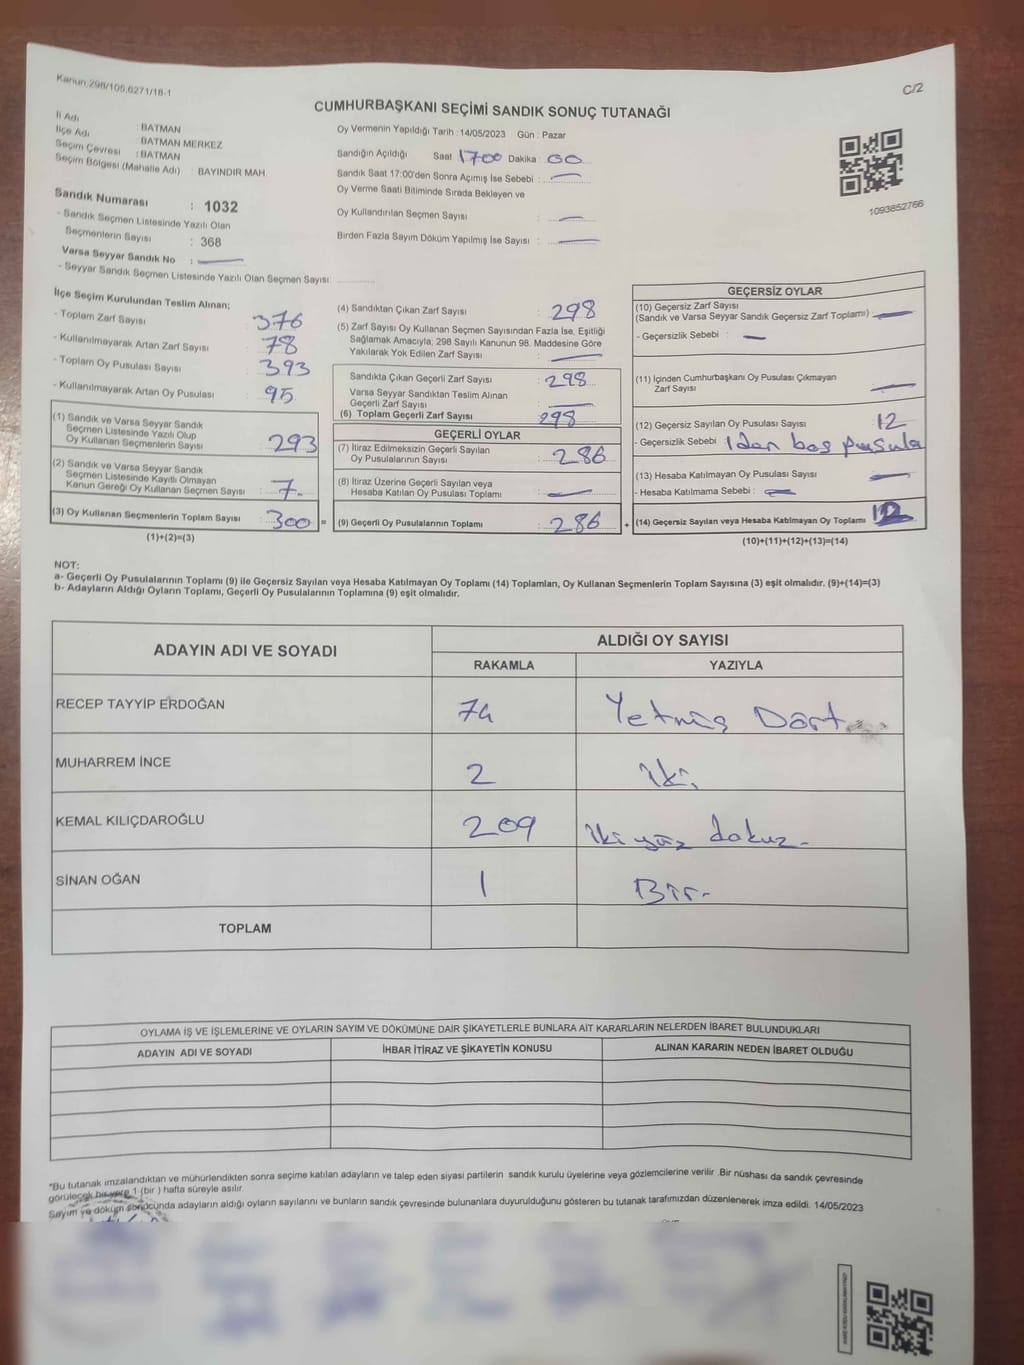 Kanun:298/105,6271/18-1
C/2
CUMHURBAŞKANI SEÇİMİ SANDIK SONUÇ TUTANAĞI
İl Adı : BATMAN
İlçe Adı : BATMAN MERKEZ
Seçim Çevresi : BATMAN
Seçim Bölgesi (Mahalle Adı) : BAYINDIR MAH.
Sandık Numarası : 1032
- Sandık Seçmen Listesinde Yazılı Olan
Seçmenlerin Sayısı : 368
Varsa Seyyar Sandık No :
- Seyyar Sandık Seçmen Listesinde Yazılı Olan Seçmen Sayısı:
Oy Vermenin Yapıldığı Tarih :14/05/2023 Gün : Pazar
Sandığın Açıldığı Saat 1700 Dakika : 00
Sandık Saat 17:00'den Sonra Açımış İse Sebebi :
Oy Verme Saati Bitiminde Sırada Bekleyen ve
Oy Kullandırılan Seçmen Sayısı :
Birden Fazla Sayım Döküm Yapılmış İse Sayısı :
1093852766
İlçe Seçim Kurulundan Teslim Alınan;
- Toplam Zarf Sayısı : 376
- Kullanılmayarak Artan Zarf Sayısı : 78
- Toplam Oy Pusulası Sayısı : 393
- Kullanılmayarak Artan Oy Pusulası : 95
(1) Sandık ve Varsa Seyyar Sandık
Seçmen Listesinde Yazılı Olup
Oy Kullanan Seçmenlerin Sayısı : 293
(2) Sandık ve Varsa Seyyar Sandık
Seçmen Listesinde Kayıtlı Olmayan
Kanun Gereği Oy Kullanan Seçmen Sayısı : 7.
(3) Oy Kullanan Seçmenlerin Toplam Sayısı : 300 =
(1)+(2)=(3)
(4) Sandıktan Çıkan Zarf Sayısı : 298
(5) Zarf Sayısı Oy Kullanan Seçmen Sayısından Fazla İse, Eşitliği
Sağlamak Amacıyla; 298 Sayılı Kanunun 98. Maddesine Göre
Yakılarak Yok Edilen Zarf Sayısı :
Sandıkta Çıkan Geçerli Zarf Sayısı : 298
Varsa Seyyar Sandıktan Teslim Alınan
Geçerli Zarf Sayısı :
(6) Toplam Geçerli Zarf Sayısı 298
GEÇERLİ OYLAR
(7) İtiraz Edilmeksizin Geçerli Sayılan
Oy Pusulalarının Sayısı : 286
(8) İtiraz Üzerine Geçerli Sayılan veya
Hesaba Katılan Oy Pusulası Toplamı :
(9) Geçerli Oy Pusulalarının Toplamı : 286 +
GEÇERSİZ OYLAR
(10) Geçersiz Zarf Sayısı
(Sandık ve Varsa Seyyar Sandık Geçersiz Zarf Toplamı) :
- Geçersizlik Sebebi :
(11) İçinden Cumhurbaşkanı Oy Pusulası Çıkmayan
Zarf Sayısı :
(12) Geçersiz Sayılan Oy Pusulası Sayısı : 12
- Geçersizlik Sebebi : boş pusula
(13) Hesaba Katılmayan Oy Pusulası Sayısı :
- Hesaba Katılmama Sebebi :
(14) Geçersiz Sayılan veya Hesaba Katılmayan Oy Toplamı : 12
(10)+(11)+(12)+(13)=(14)
NOT:
a- Geçerli Oy Pusulalarının Toplamı (9) ile Geçersiz Sayılan veya Hesaba Katılmayan Oy Toplamı (14) Toplamları, Oy Kullanan Seçmenlerin Toplam Sayısına (3) eşit olmalıdır. (9)+(14)=(3)
b- Adayların Aldığı Oyların Toplamı, Geçerli Oy Pusulalarının Toplamına (9) eşit olmalıdır.
ADAYIN ADI VE SOYADI
ALDIĞI OY SAYISI
RAKAMLA YAZIYLA
RECEP TAYYİP ERDOĞAN 74 Yetmiş Dört
MUHARREM İNCE 2 iki
KEMAL KILIÇDAROĞLU 209 iki yüz dokuz
SİNAN OĞAN 1 Bir
TOPLAM
OYLAMA İŞ VE İŞLEMLERİNE VE OYLARIN SAYIM VE DÖKÜMÜNE DAİR ŞİKAYETLERLE BUNLARA AİT KARARLARIN NELERDEN İBARET BULUNDUKLARI
ADAYIN ADI VE SOYADI İHBAR İTİRAZ VE ŞİKAYETİN KONUSU ALINAN KARARIN NEDEN İBARET OLDUĞU
*Bu tutanak imzalandıktan ve mühürlendikten sonra seçime katılan adayların ve talep eden siyasi partilerin sandık kurulu üyelerine veya gözlemcilerine verilir .Bir nüshası da sandık çevresinde
görülecek bir yere 1 (bir ) hafta süreyle asılır.
Sayım ve döküm sonucunda adayların aldığı oyların sayılarını ve bunların sandık çevresinde bulunanlara duyurulduğunu gösteren bu tutanak tarafımızdan düzenlenerek imza edildi. 14/05/2023